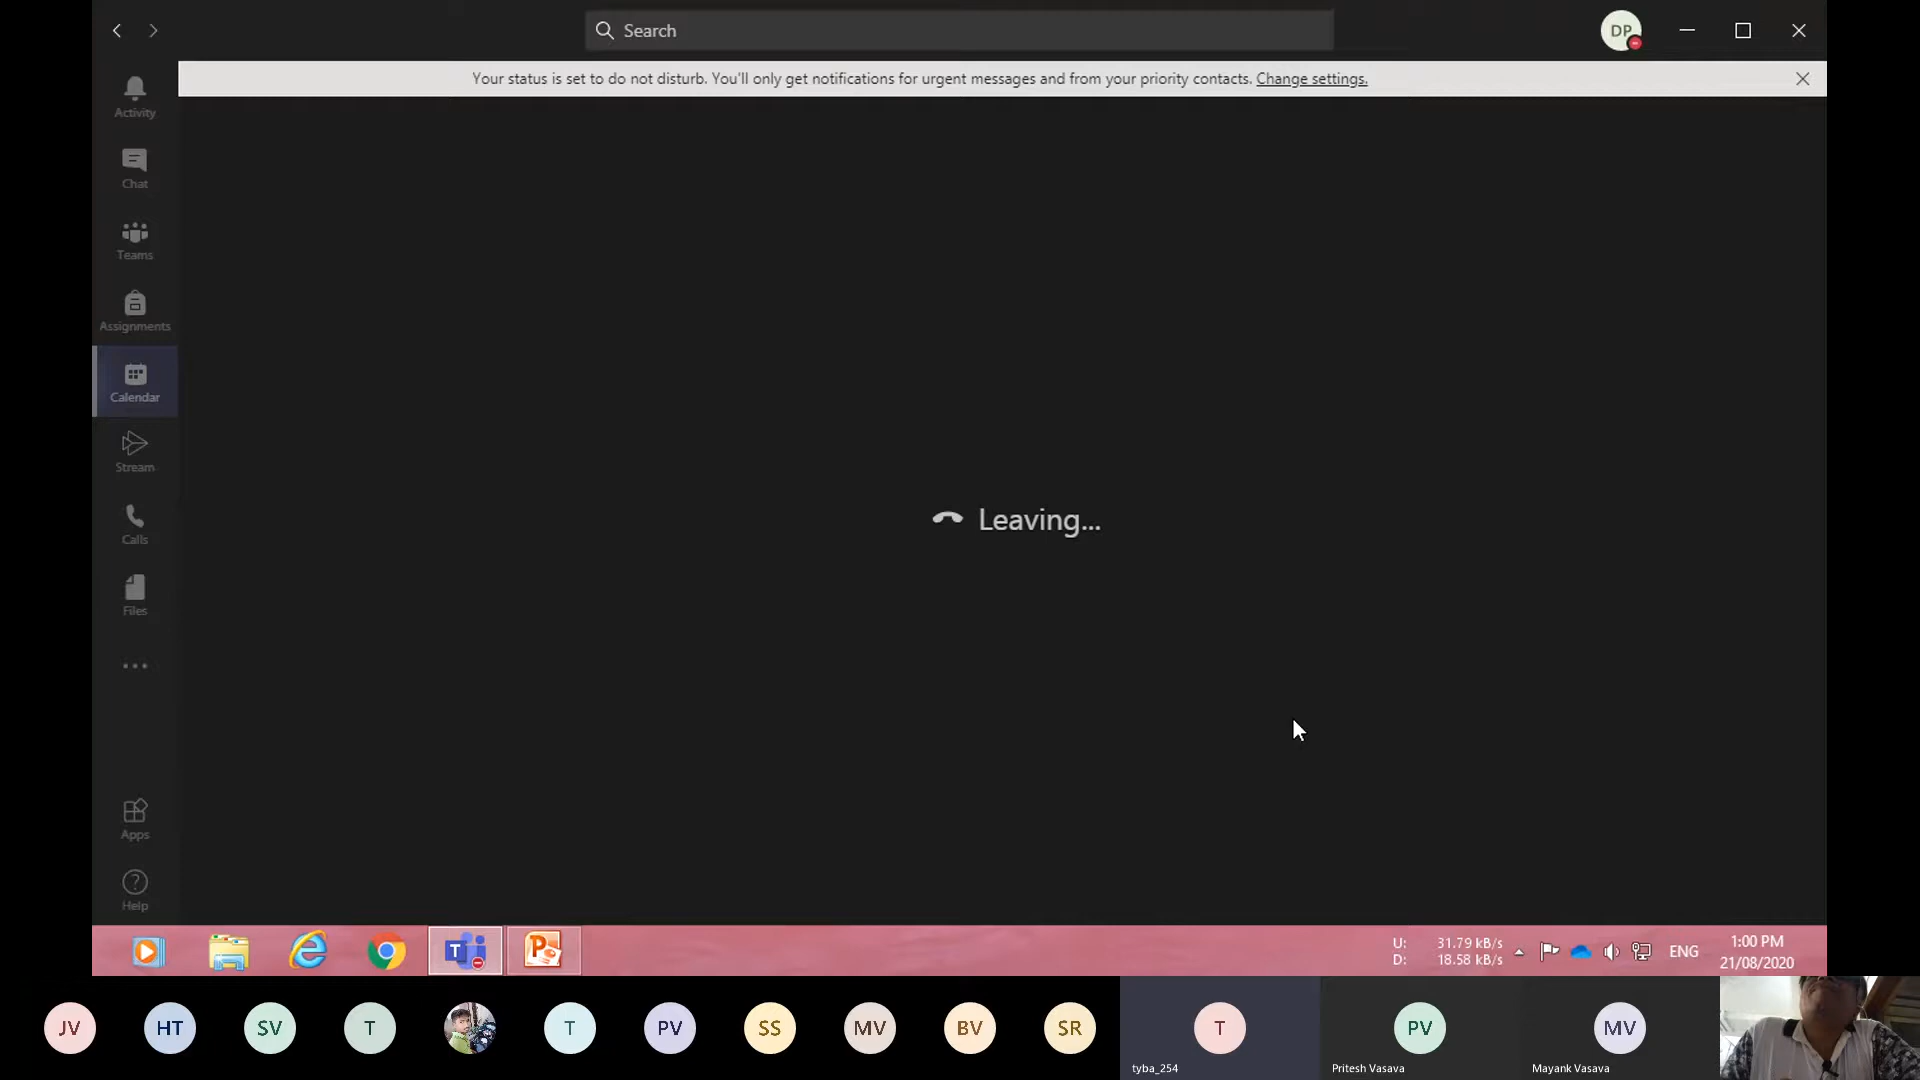 Search
DP
Your status is set to do not disturb. You'll only get notifications for urgent messages and from your priority contacts. Change settings.
Activity
Chat
Teams
Assignments
Calendar
Stream
Calls
Files
Leaving...
Apps
Help
U: 31.79 kB/s
D: 18.58 kB/s
ENG
1:00 PM
21/08/2020
JV HT SV T T PV SS MV BV SR T PV MV
tyba_254 Pritesh Vasava Mayank Vasava